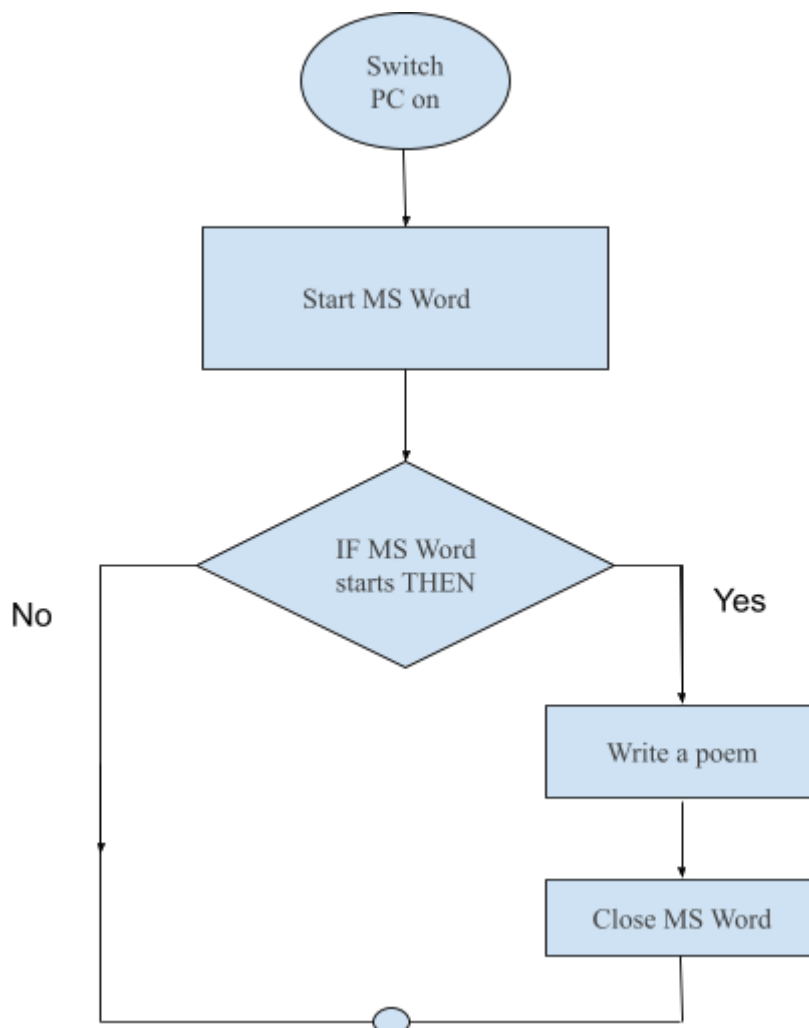 Switch
PC on
Start MS Word
IF MS Word
starts THEN
No
Yes
Write a poem
Close MS Word